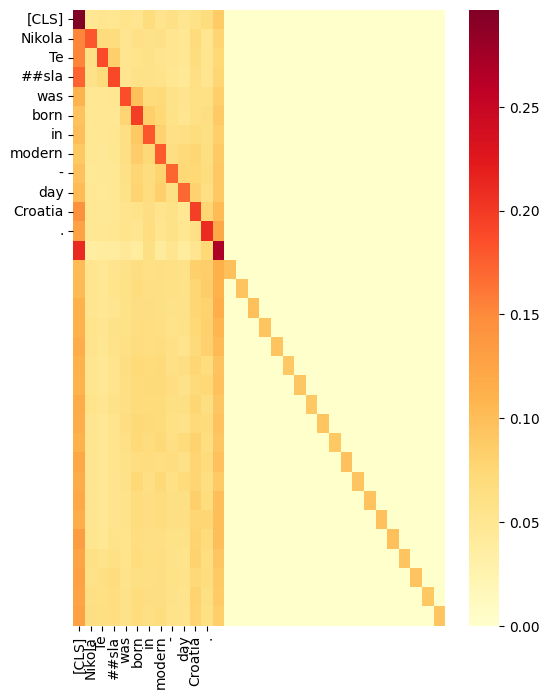 [CLS]
Nikola
Te
##sla
was
born
in
modern
-
day
Croatia
.
0.25
0.20
0.15
0.10
0.05
0.00
[CLS]
Nikola
Te
##sla
was
born
in
modern
-
day
Croatia
.